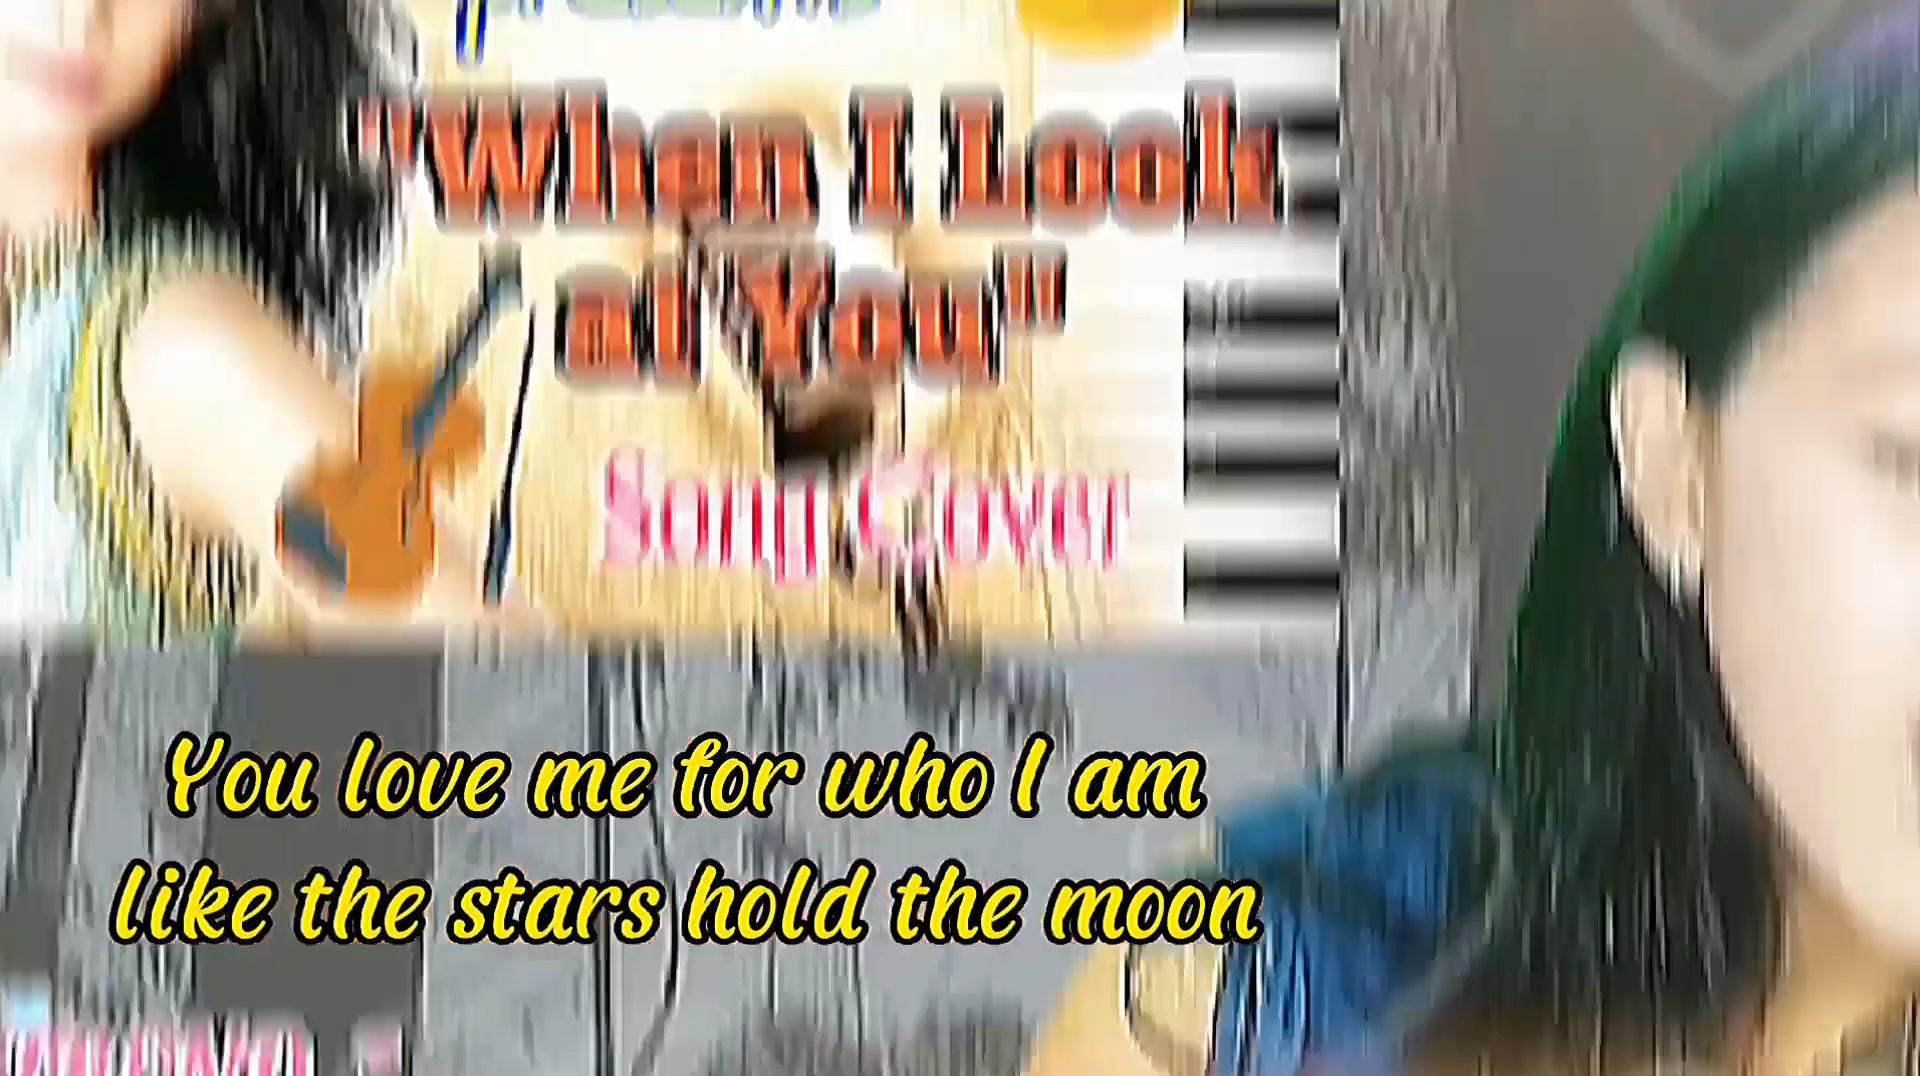 "When I Look
at You"
Song Cover
You love me for who I am
like the stars hold the moon